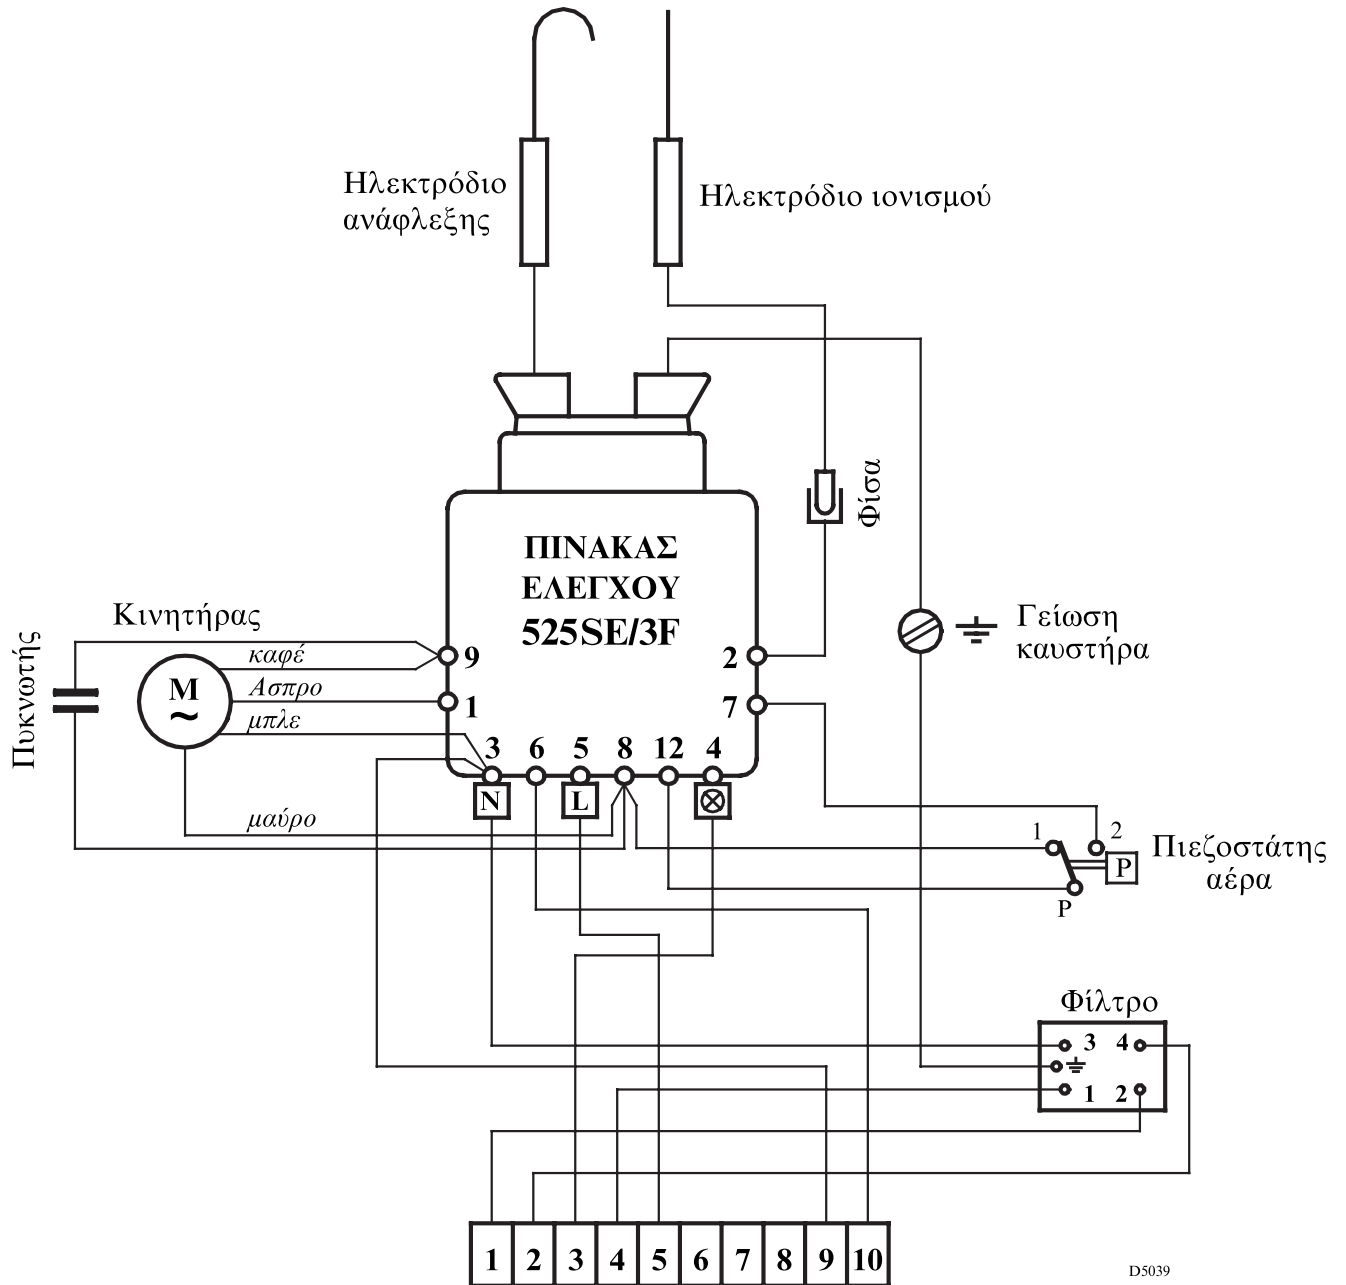 Ηλεκτρόδιο
ανάφλεξης
Ηλεκτρόδιο ιονισμού
Φίσα
ΠΙΝΑΚΑΣ
ΕΛΕΓΧΟΥ
525SE/3F
Γείωση
καυστήρα
Κινητήρας
Πυκνωτής
καφέ
Ασπρο
μπλε
μαύρο
M
~
9
1
2
7
3 6 5 8 12 4
N L
1 2
P
P
Πιεζοστάτης
αέρα
Φίλτρο
3 4
1 2
1 2 3 4 5 6 7 8 9 10
D5039